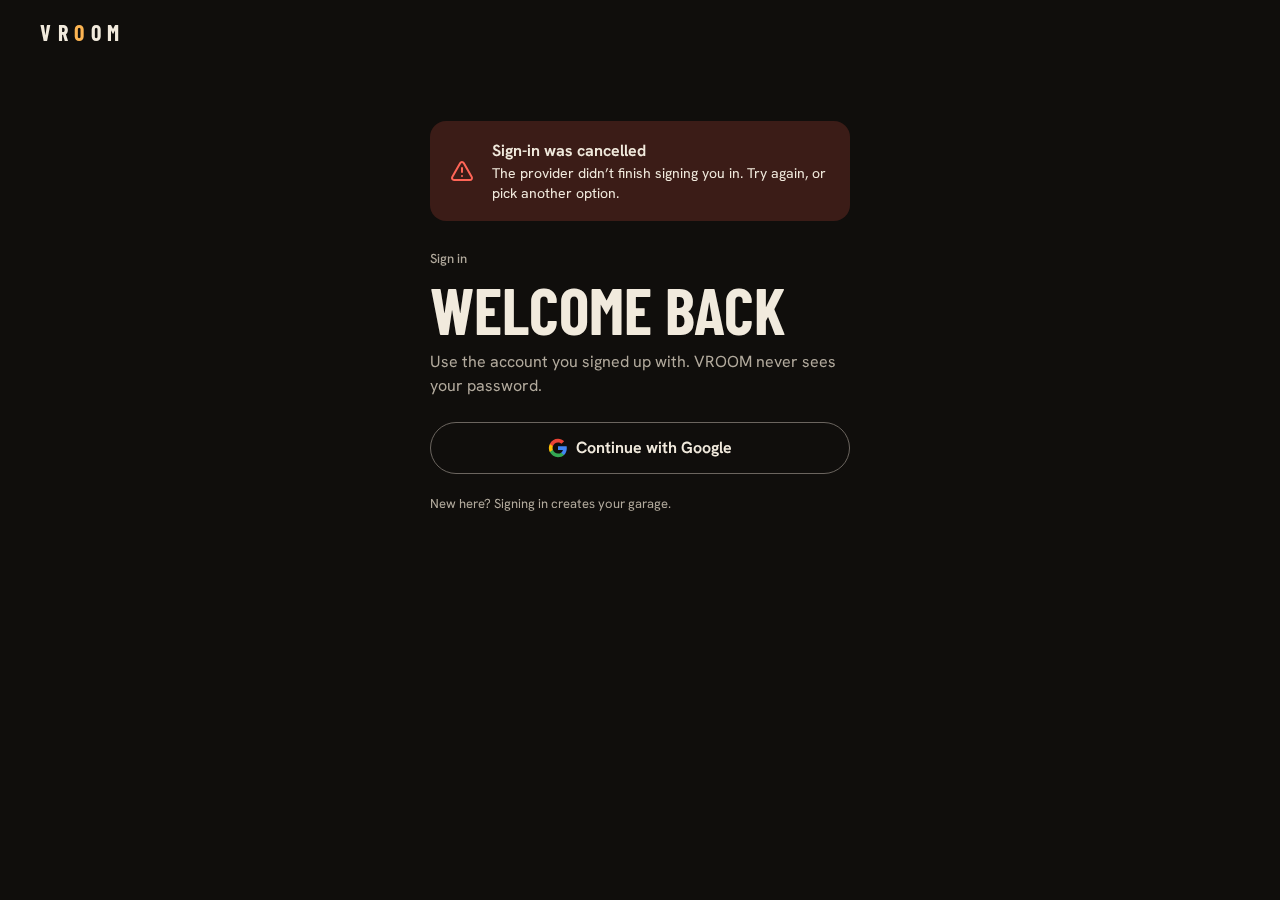 VROOM
Sign-in was cancelled
The provider didn’t finish signing you in. Try again, or
pick another option.
Sign in
WELCOME BACK
Use the account you signed up with. VROOM never sees
your password.
Continue with Google
New here? Signing in creates your garage.